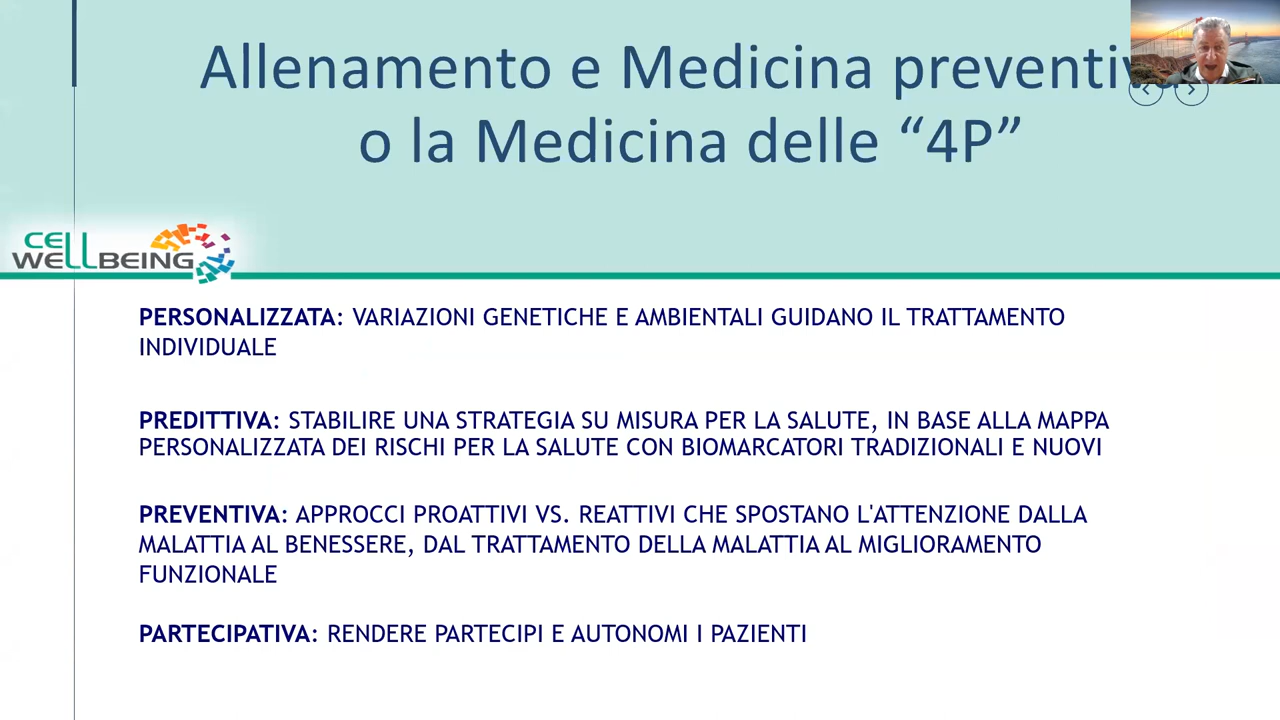 Allenamento e Medicina preventiva
o la Medicina delle “4P”
CELL
WELLBEING
PERSONALIZZATA: VARIAZIONI GENETICHE E AMBIENTALI GUIDANO IL TRATTAMENTO
INDIVIDUALE
PREDITTIVA: STABILIRE UNA STRATEGIA SU MISURA PER LA SALUTE, IN BASE ALLA MAPPA
PERSONALIZZATA DEI RISCHI PER LA SALUTE CON BIOMARCATORI TRADIZIONALI E NUOVI
PREVENTIVA: APPROCCI PROATTIVI VS. REATTIVI CHE SPOSTANO L'ATTENZIONE DALLA
MALATTIA AL BENESSERE, DAL TRATTAMENTO DELLA MALATTIA AL MIGLIORAMENTO
FUNZIONALE
PARTECIPATIVA: RENDERE PARTECIPI E AUTONOMI I PAZIENTI